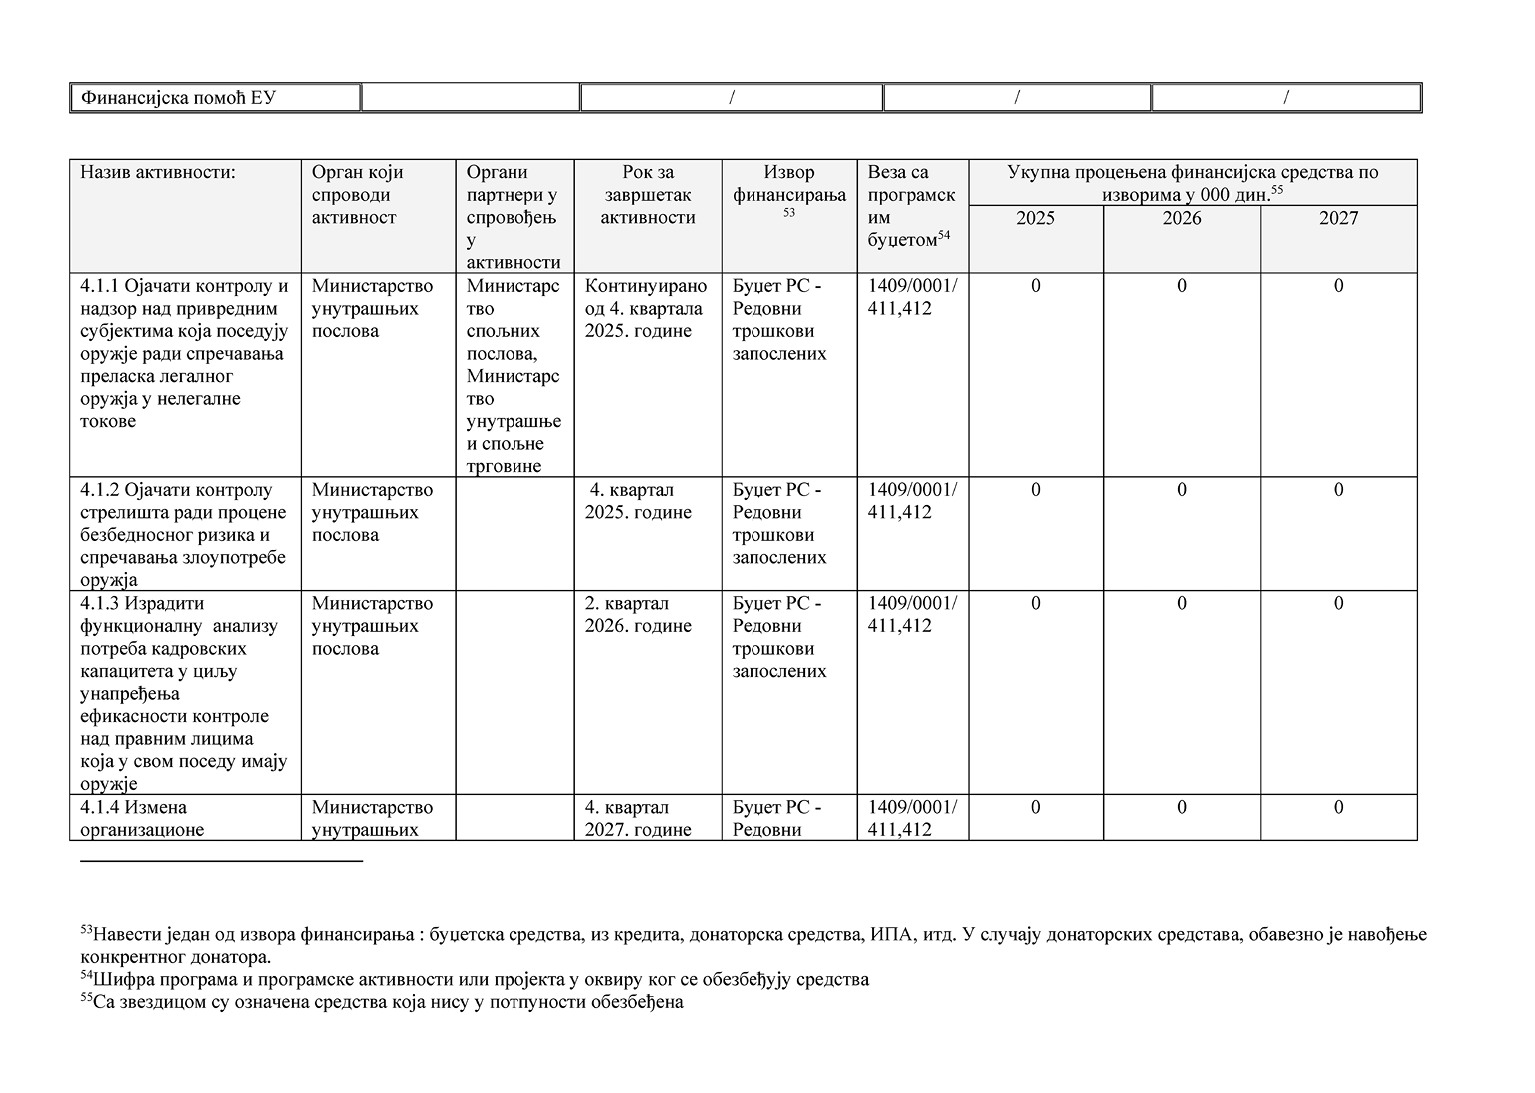 Финансијска помоћ ЕУ / / /
Назив активности:
Орган који
спроводи
активност
Органи
партнери у
спровођењ
у
активности
Рок за
завршетак
активности
Извор
финансирања
53
Веза са
програмск
им
буџетом54
Укупна процењена финансијска средства по
изворима у 000 дин.55
2025 2026 2027
4.1.1 Ојачати контролу и
надзор над привредним
субјектима која поседују
оружје ради спречавања
преласка легалног
оружја у нелегалне
токове
Министарство
унутрашњих
послова
Министарс
тво
спољних
послова,
Министарс
тво
унутрашње
и спољне
трговине
Континуирано
од 4. квартала
2025. године
Буџет РС -
Редовни
трошкови
запослених
1409/0001/
411,412
0 0 0
4.1.2 Ојачати контролу
стрелишта ради процене
безбедносног ризика и
спречавања злоупотребе
оружја
Министарство
унутрашњих
послова
4. квартал
2025. године
Буџет РС -
Редовни
трошкови
запослених
1409/0001/
411,412
0 0 0
4.1.3 Израдити
функционалну анализу
потреба кадровских
капацитета у циљу
унапређења
ефикасности контроле
над правним лицима
која у свом поседу имају
оружје
Министарство
унутрашњих
послова
2. квартал
2026. године
Буџет РС -
Редовни
трошкови
запослених
1409/0001/
411,412
0 0 0
4.1.4 Измена
организационе
Министарство
унутрашњих
4. квартал
2027. године
Буџет РС -
Редовни
1409/0001/
411,412
0 0 0
53Навести један од извора финансирања : буџетска средства, из кредита, донаторска средства, ИПА, итд. У случају донаторских средстава, обавезно је навођење
конкретног донатора.
54Шифра програма и програмске активности или пројекта у оквиру ког се обезбеђују средства
55Са звездицом су означена средства која нису у потпуности обезбеђена